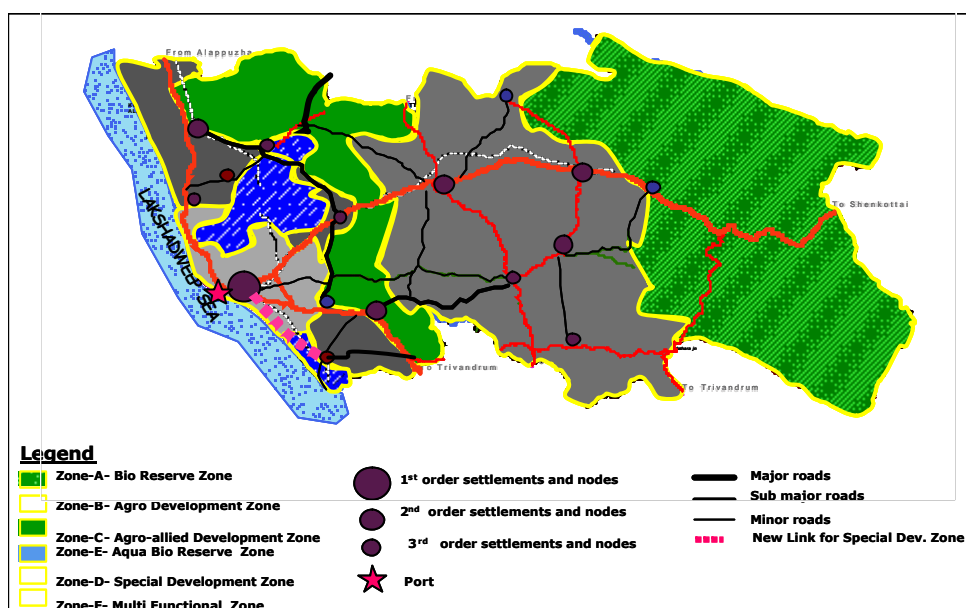 From Alappuzha
To Shenkottai
LAKSHADWEEP SEA
To Trivandrum
To Trivandrum
Legend
Zone-A- Bio Reserve Zone
Zone-B- Agro Development Zone
Zone-C- Agro-allied Development Zone
Zone-E- Aqua Bio Reserve Zone
Zone-D- Special Development Zone
Zone-F- Multi Functional Zone
1st order settlements and nodes
2nd order settlements and nodes
3rd order settlements and nodes
Port
Major roads
Sub major roads
Minor roads
New Link for Special Dev. Zone